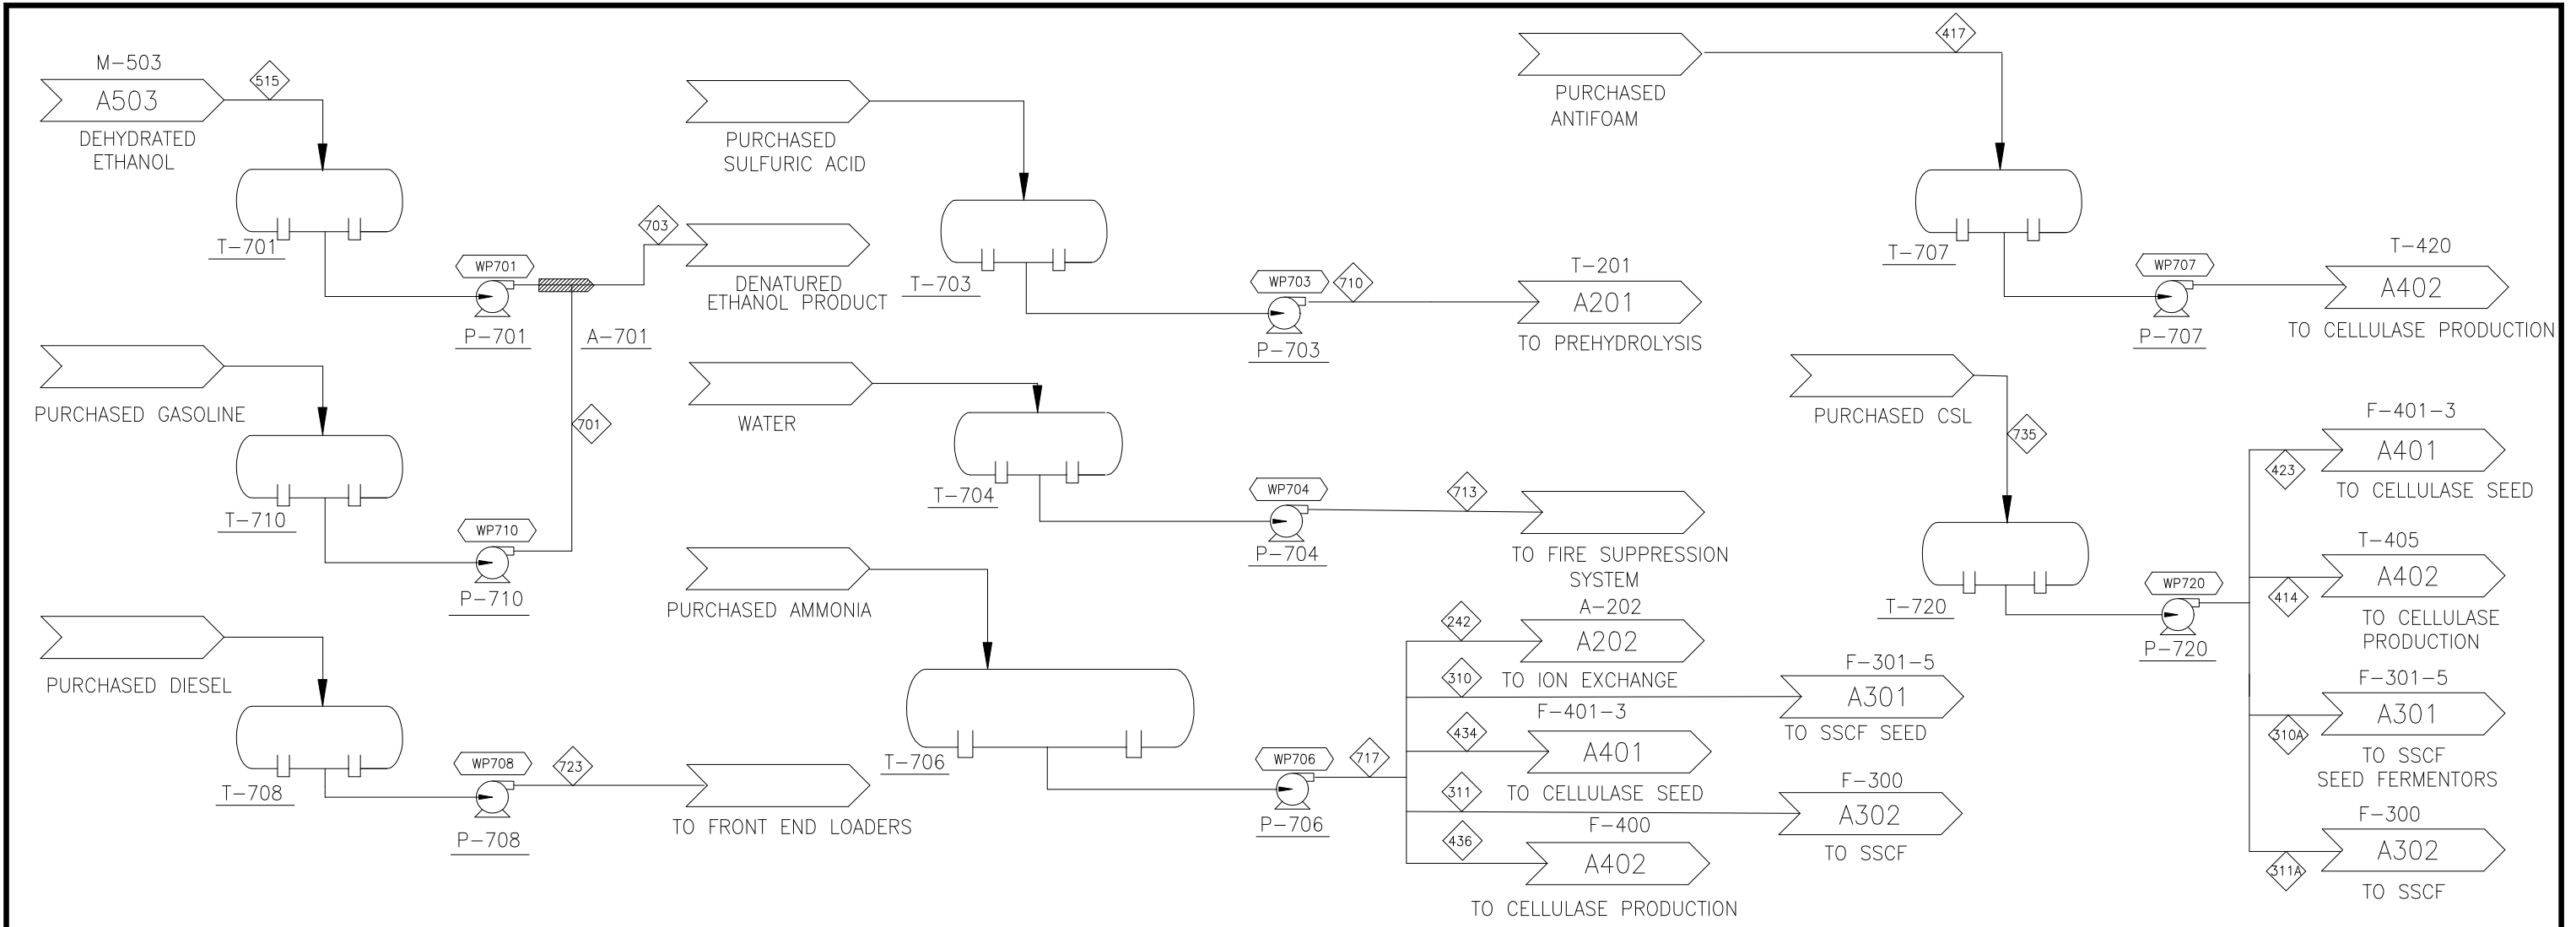 M-503
A503
515
DEHYDRATED
ETHANOL
T-701
WP701
P-701
A-701
703
DENATURED
ETHANOL PRODUCT
PURCHASED GASOLINE
T-710
WP710
P-710
701
PURCHASED DIESEL
T-708
WP708
723
P-708
TO FRONT END LOADERS
PURCHASED
SULFURIC ACID
T-703
WP703
710
P-703
T-201
A201
TO PREHYDROLYSIS
WATER
T-704
WP704
713
P-704
TO FIRE SUPPRESSION
SYSTEM
PURCHASED AMMONIA
T-706
WP706
717
P-706
242
A-202
A202
TO ION EXCHANGE
310
F-301-5
A301
TO SSCF SEED
434
F-401-3
A401
TO CELLULASE SEED
311
F-300
A302
TO SSCF
436
F-400
A402
TO CELLULASE PRODUCTION
417
PURCHASED
ANTIFOAM
T-707
WP707
P-707
T-420
A402
TO CELLULASE PRODUCTION
PURCHASED CSL
735
T-720
WP720
P-720
F-401-3
A401
423
TO CELLULASE SEED
T-405
A402
414
TO CELLULASE
PRODUCTION
F-301-5
A301
310A
TO SSCF
SEED FERMENTORS
F-300
A302
311A
TO SSCF